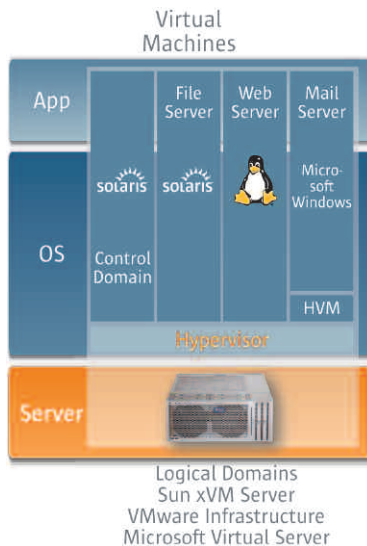 Virtual
Machines
App
File
Server
Web
Server
Mail
Server
solaris
solaris
Micro-
soft
Windows
OS
Control
Domain
HVM
Hypervisor
Server
Logical Domains
Sun xVM Server
VMware Infrastructure
Microsoft Virtual Server